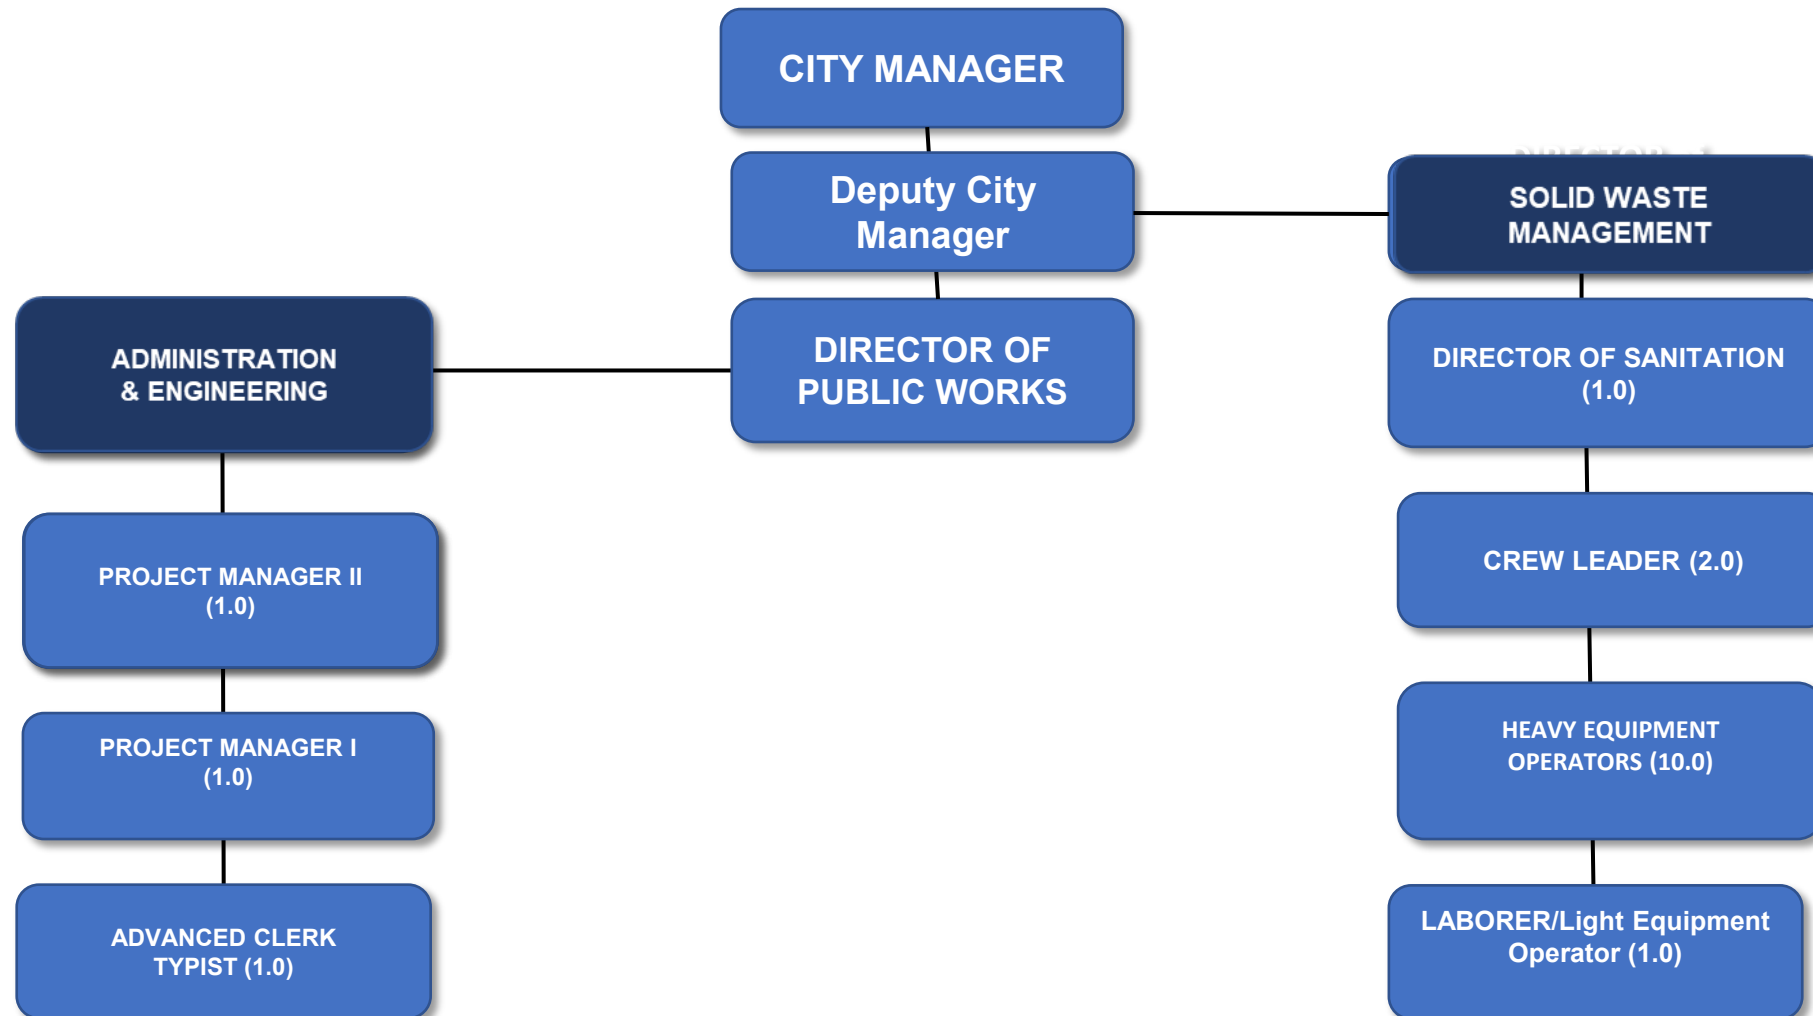 CITY MANAGER
Deputy City
Manager
SOLID WASTE
MANAGEMENT
DIRECTOR OF
PUBLIC WORKS
ADMINISTRATION
& ENGINEERING
DIRECTOR OF SANITATION
(1.0)
PROJECT MANAGER II
(1.0)
CREW LEADER (2.0)
PROJECT MANAGER I
(1.0)
HEAVY EQUIPMENT
OPERATORS (10.0)
ADVANCED CLERK
TYPIST (1.0)
LABORER/Light Equipment
Operator (1.0)